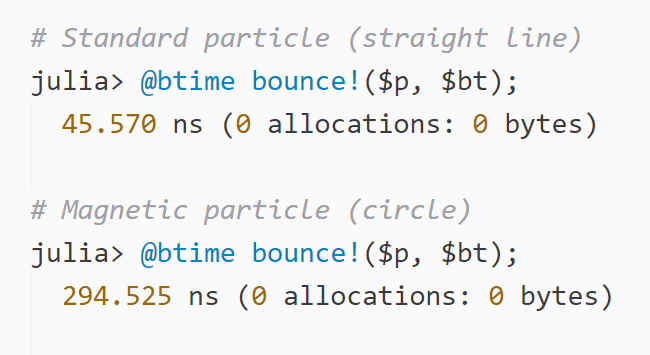 # Standard particle (straight line)
julia> @btime bounce!($p, $bt);
45.570 ns (0 allocations: 0 bytes)
# Magnetic particle (circle)
julia> @btime bounce!($p, $bt);
294.525 ns (0 allocations: 0 bytes)